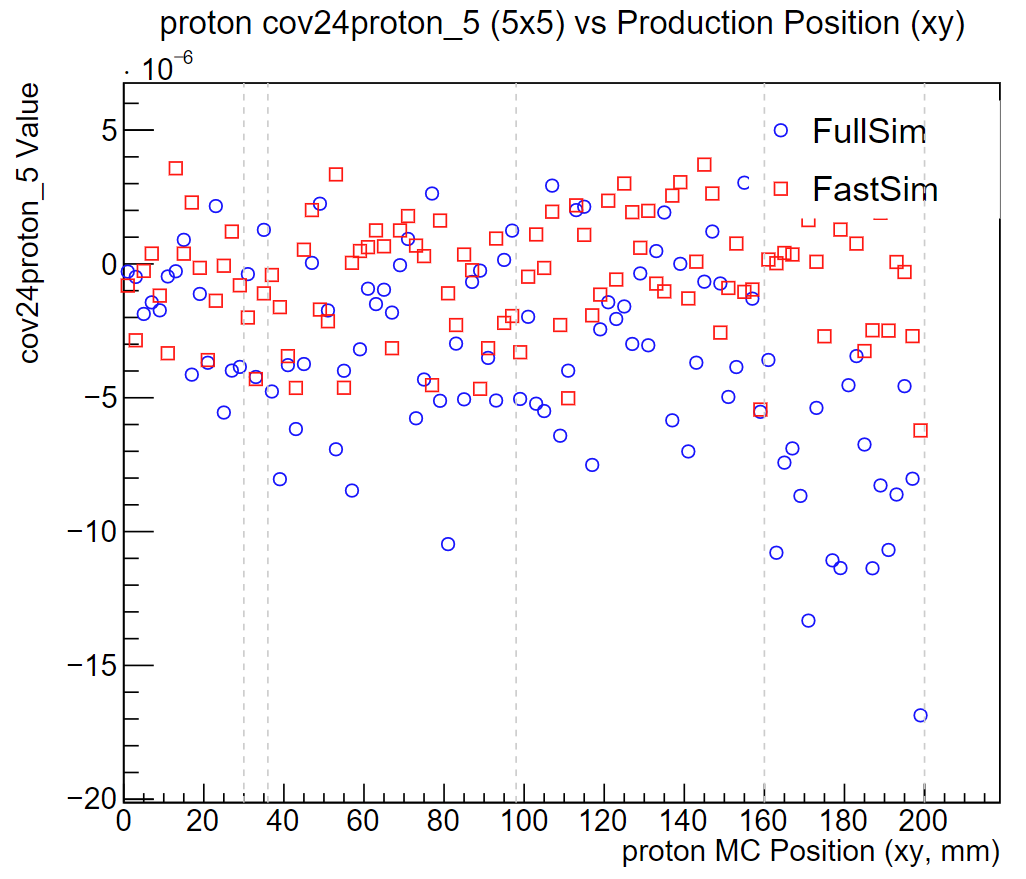 proton cov24proton_5 (5x5) vs Production Position (xy)
· 10−6
cov24proton_5 Value
5
0
−5
−10
−15
−20
FullSim
FastSim
0 20 40 60 80 100 120 140 160 180 200
proton MC Position (xy, mm)